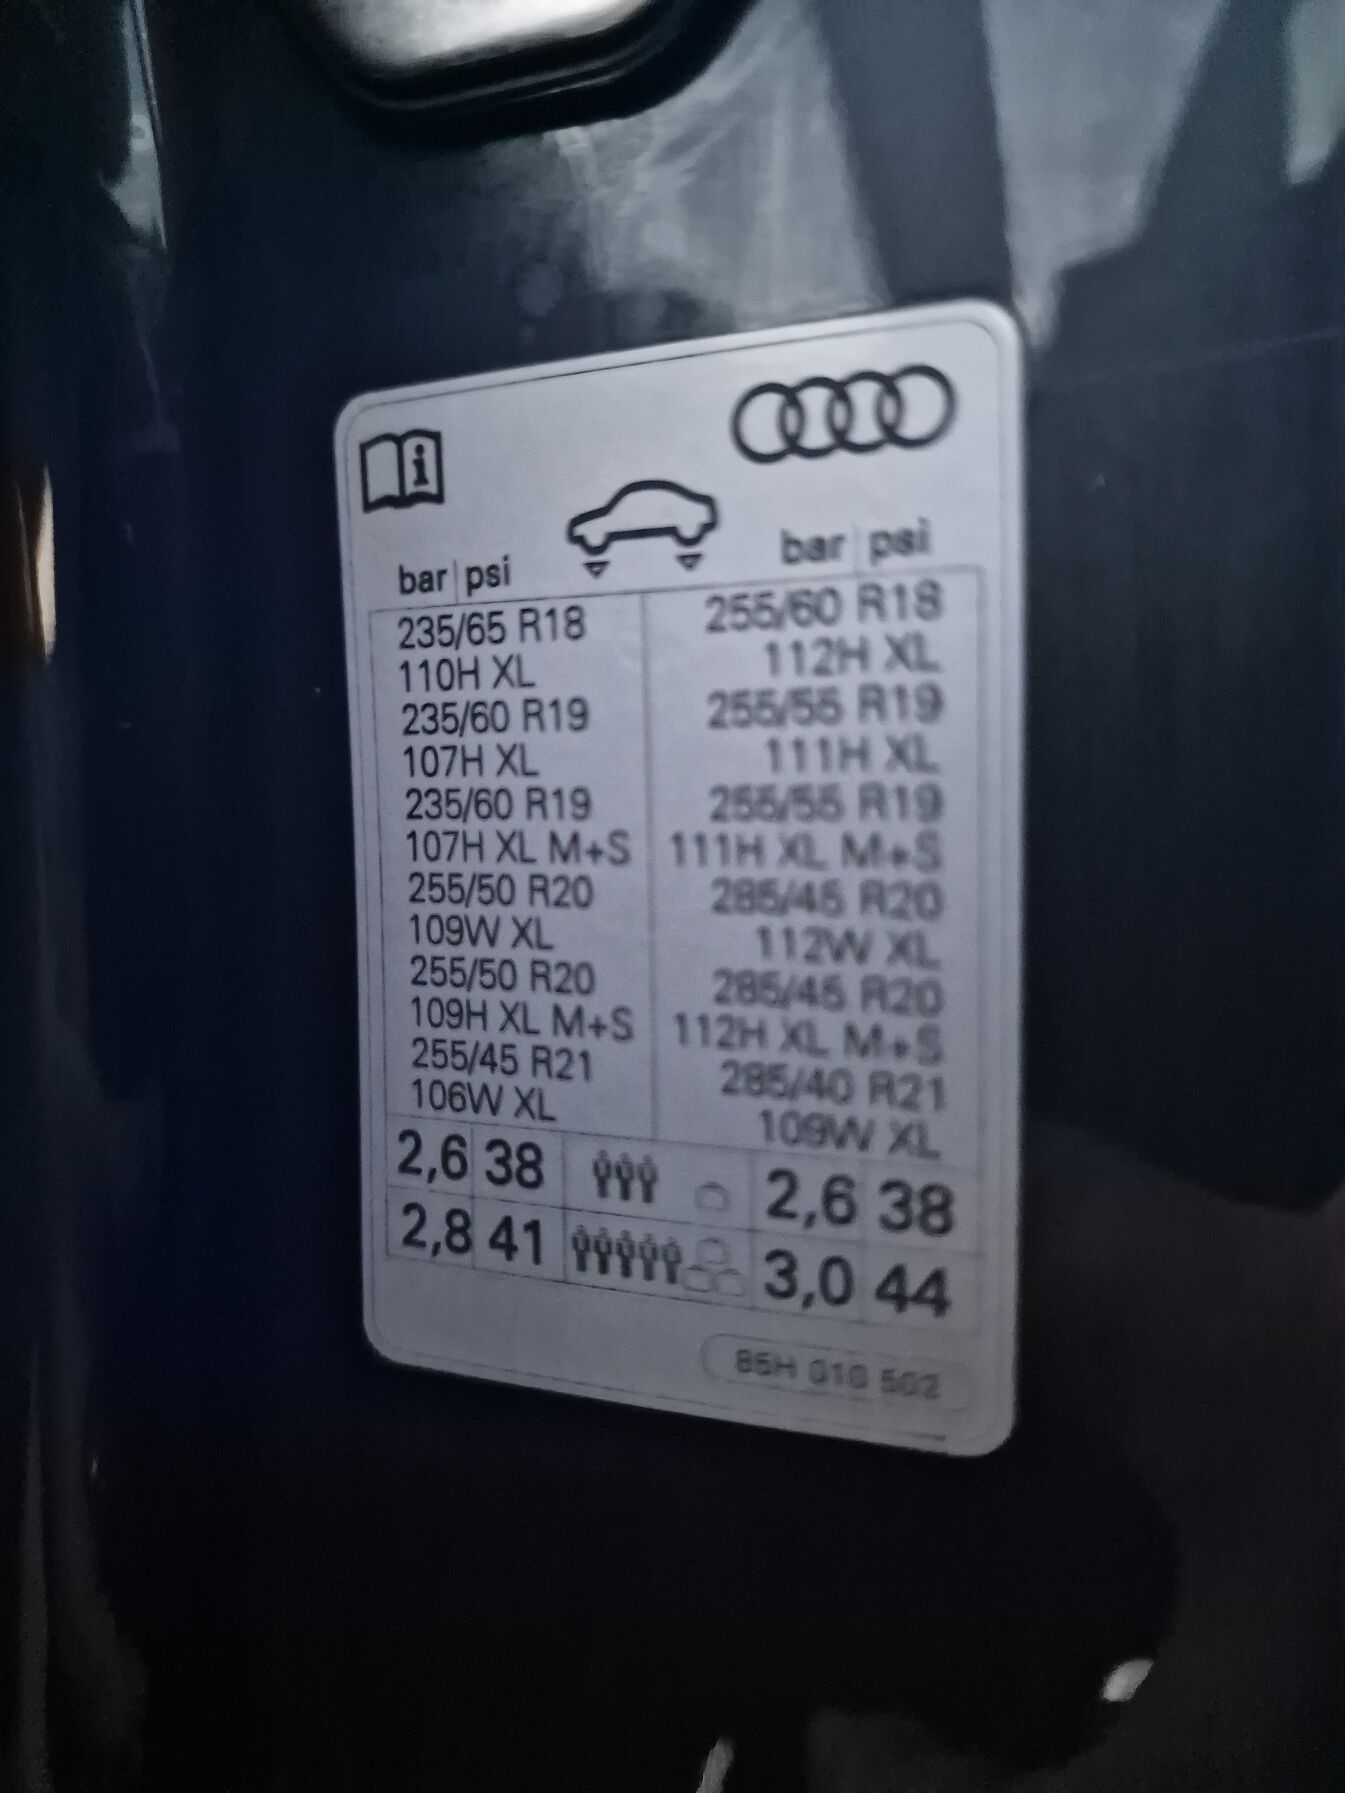 i
bar psi
bar psi
235/65 R18
110H XL
235/60 R19
107H XL
235/60 R19
107H XL M+S
255/50 R20
109W XL
255/50 R20
109H XL M+S
255/45 R21
106W XL
255/60 R18
112H XL
255/55 R19
111H XL
255/55 R19
111H XL M+S
285/45 R20
112W XL
285/45 R20
112H XL M+S
285/40 R21
109W XL
2,6 38 2,6 38
2,8 41 3,0 44